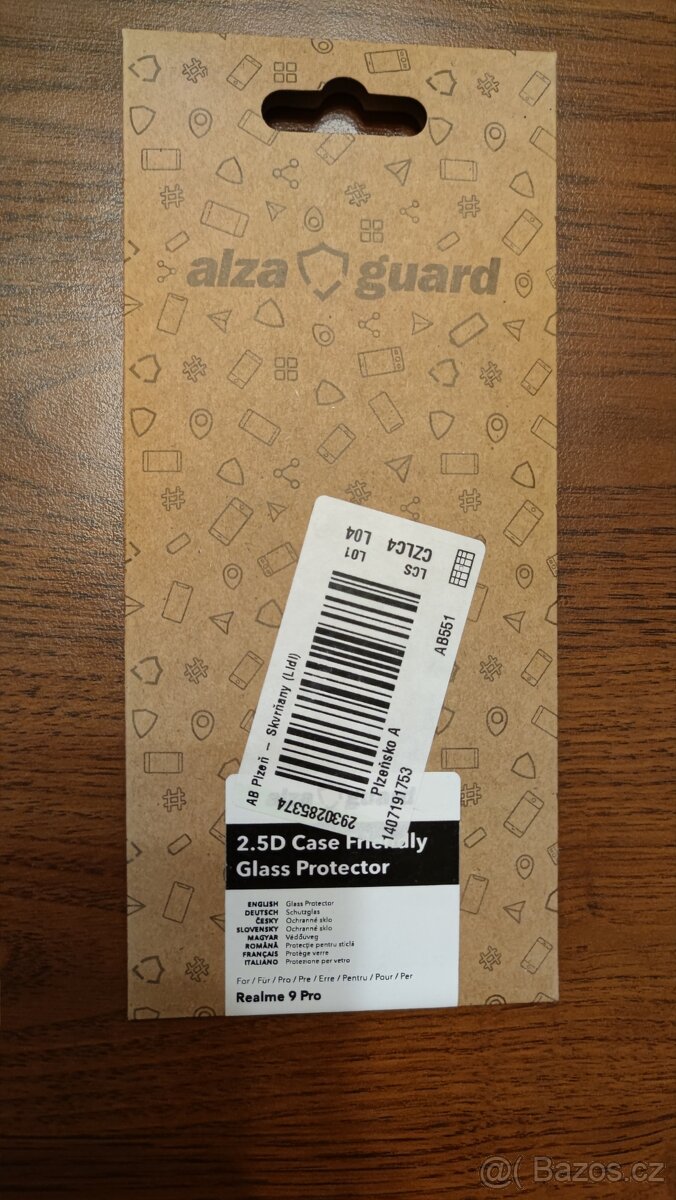 alza guard
L01 L04
LCS CZLC4
AB551
AB Plzeň – Skvrňany (Lidl)
Plzeňsko A
2930285374
1407191753
2.5D Case Friendly
Glass Protector
ENGLISH Glass Protector
DEUTSCH Schutzglas
ČESKY Ochranné sklo
SLOVENSKY Ochranné sklo
MAGYAR Védőüveg
ROMÂNĂ Protecție pentru sticlă
FRANÇAIS Protège verre
ITALIANO Protezione per vetro
For / Für / Pro / Pre / Erre / Pentru / Pour / Per
Realme 9 Pro
@( Bazos.cz